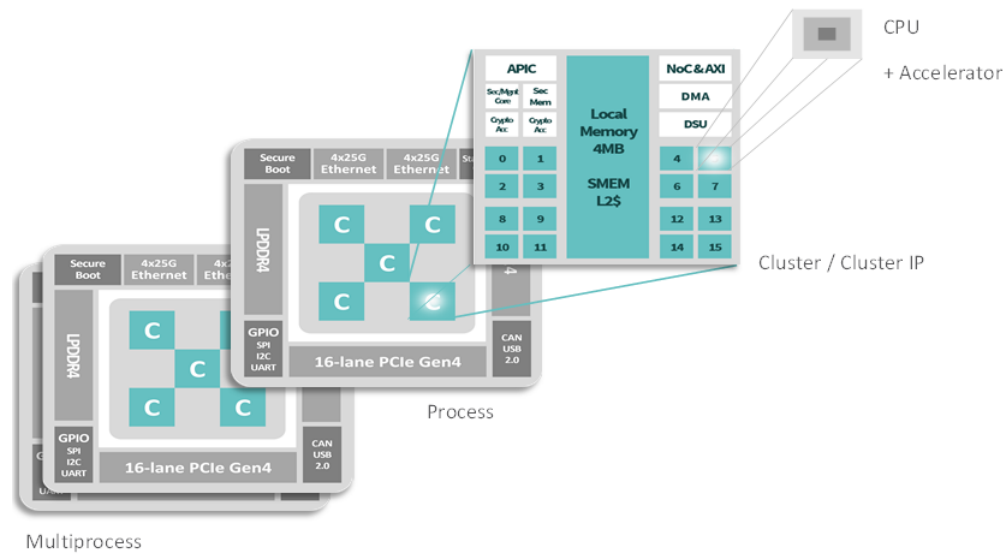 CPU
+ Accelerator
APIC
Sec/Mgnt
Core
Sec
Mem
Crypto
Acc
Crypto
Acc
0
1
2
3
8
9
10
11
Local
Memory
4MB
SMEM
L2$
NoC & AXI
DMA
DSU
4
6
7
12
13
14
15
Cluster / Cluster IP
Secure
Boot
4x25G
Ethernet
4x25G
Ethernet
LPDDR4
C
C
C
C
C
GPIO
SPI
I2C
UART
16-lane PCIe Gen4
CAN
USB
2.0
Process
Secure
Boot
4x25G
Ethernet
LPDDR4
C
C
C
C
GPIO
SPI
I2C
UART
16-lane PCIe Gen4
CAN
USB
2.0
Multiprocess